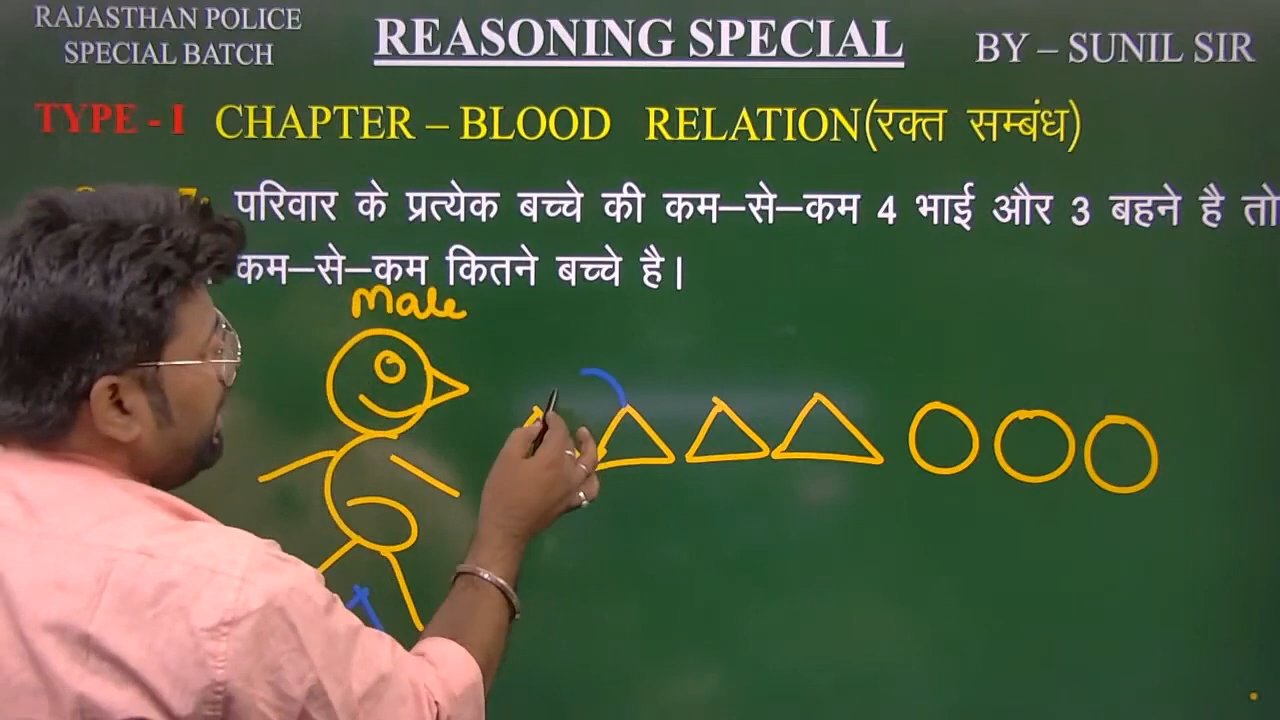 RAJASTHAN POLICE
SPECIAL BATCH
REASONING SPECIAL
BY – SUNIL SIR
TYPE - I CHAPTER – BLOOD RELATION(रक्त सम्बंध)
7: परिवार के प्रत्येक बच्चे की कम–से–कम 4 भाई और 3 बहने है तो
कम–से–कम कितने बच्चे है।
Male